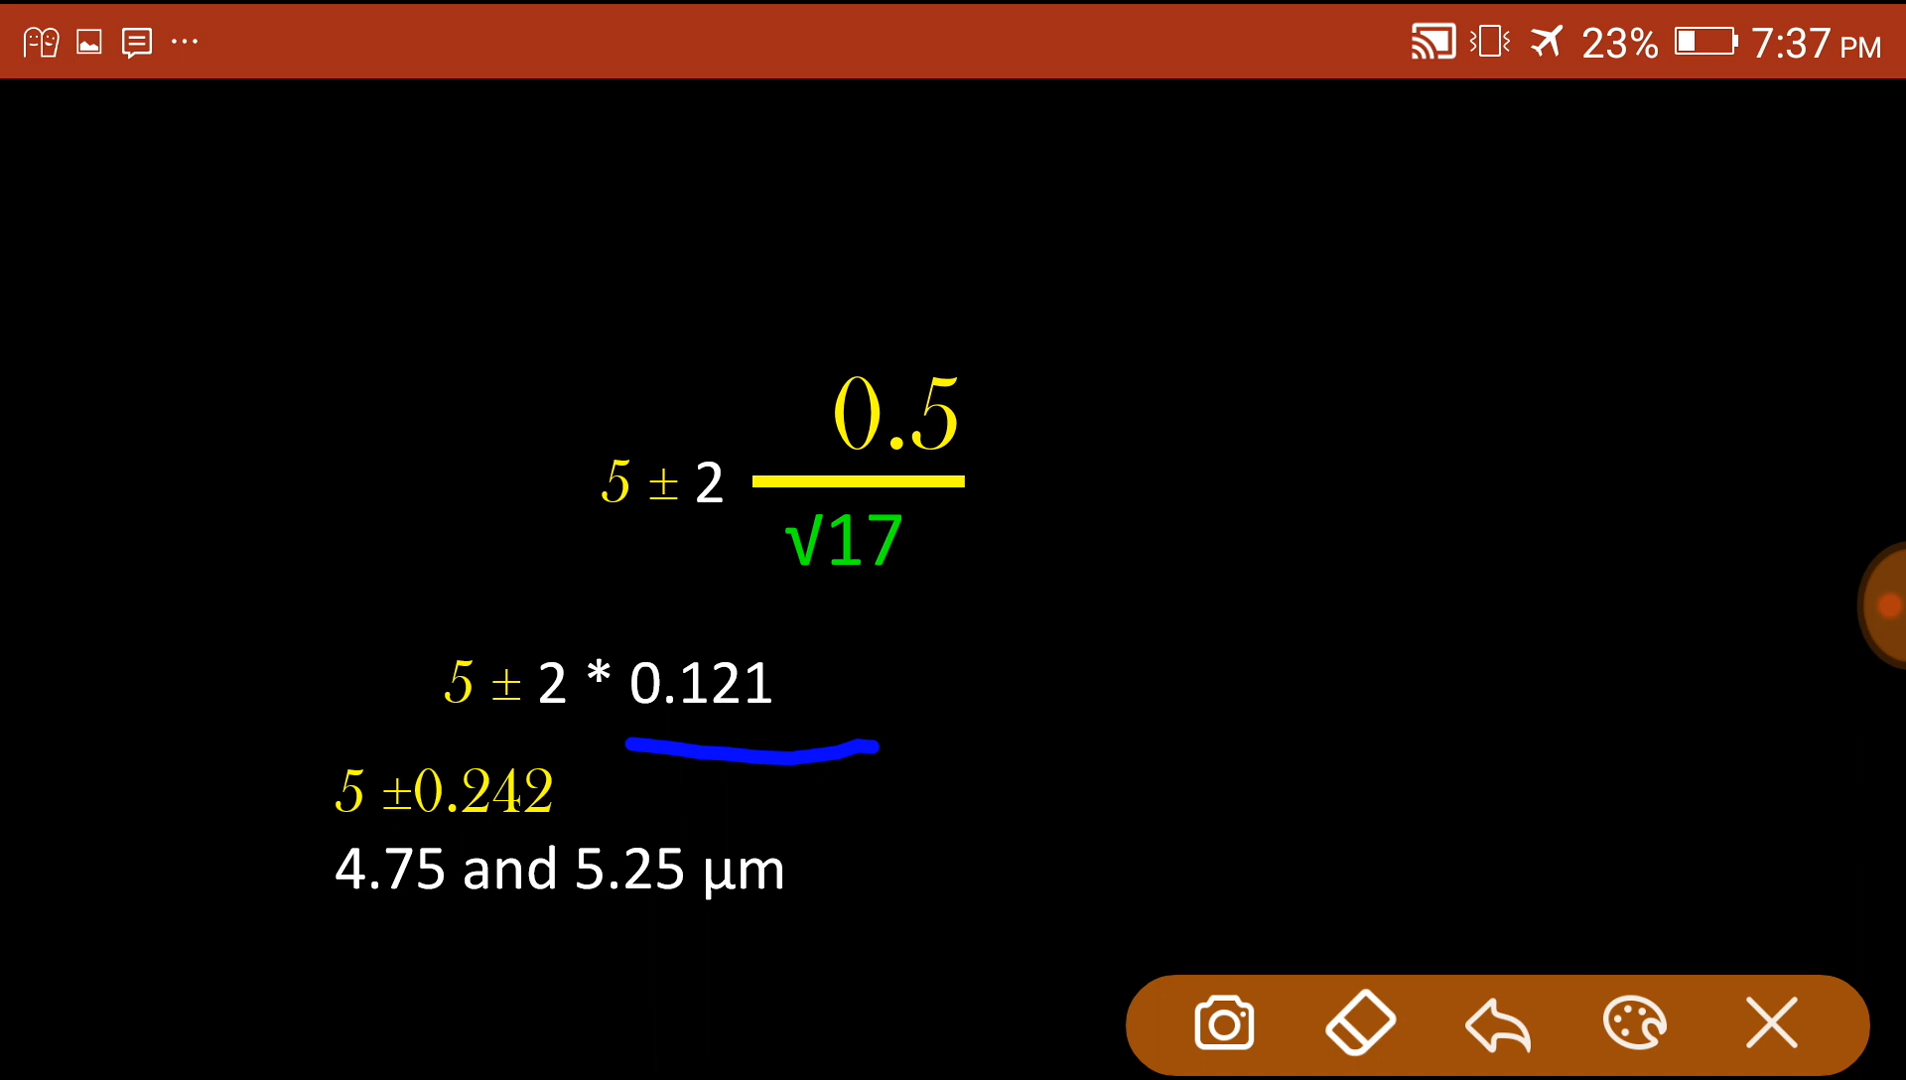 23% 7:37 PM
0.5
5 ± 2
√17
5 ± 2 * 0.121
5 ±0.242
4.75 and 5.25 µm